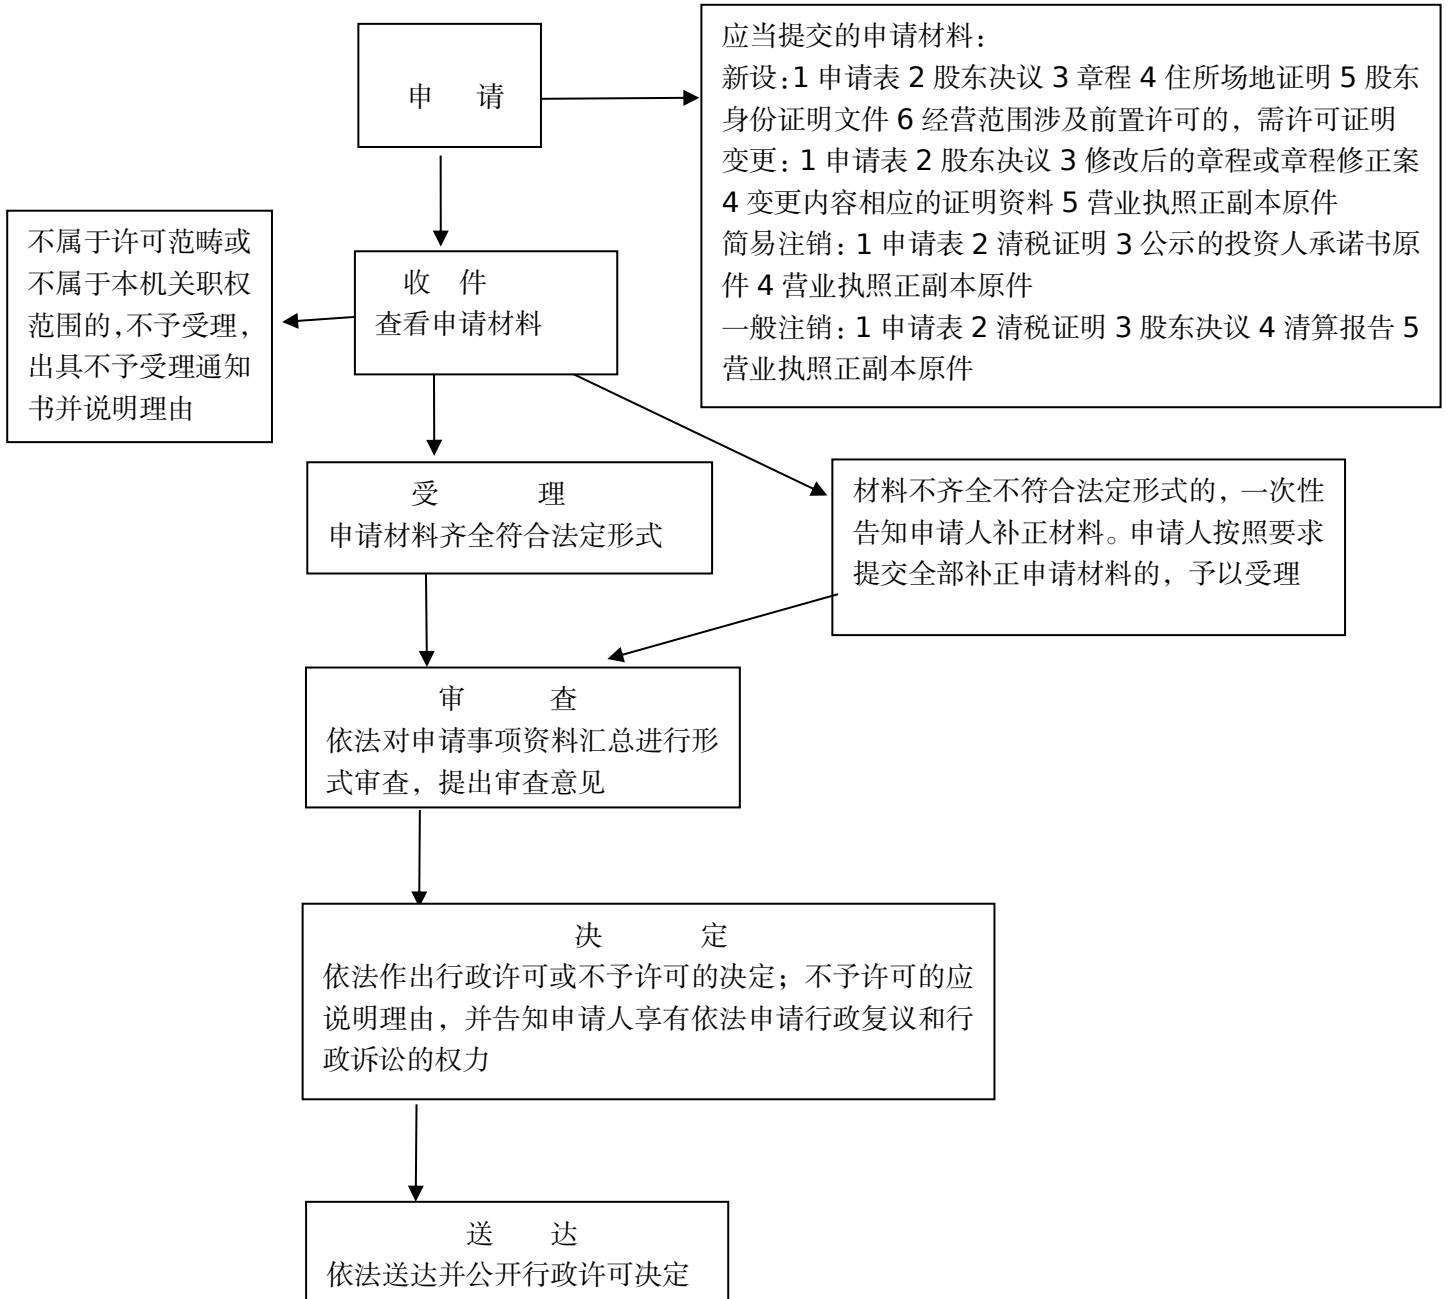 申 请
应当提交的申请材料：
新设：1 申请表 2 股东决议 3 章程 4 住所场地证明 5 股东
身份证明文件 6 经营范围涉及前置许可的，需许可证明
变更：1 申请表 2 股东决议 3 修改后的章程或章程修正案
4 变更内容相应的证明资料 5 营业执照正副本原件
简易注销：1 申请表 2 清税证明 3 公示的投资人承诺书原
件 4 营业执照正副本原件
一般注销：1 申请表 2 清税证明 3 股东决议 4 清算报告 5
营业执照正副本原件
不属于许可范畴或
不属于本机关职权
范围的，不予受理，
出具不予受理通知
书并说明理由
收 件
查看申请材料
受 理
申请材料齐全符合法定形式
材料不齐全不符合法定形式的，一次性
告知申请人补正材料。申请人按照要求
提交全部补正申请材料的，予以受理
审 查
依法对申请事项资料汇总进行形
式审查，提出审查意见
决 定
依法作出行政许可或不予许可的决定；不予许可的应
说明理由，并告知申请人享有依法申请行政复议和行
政诉讼的权力
送 达
依法送达并公开行政许可决定